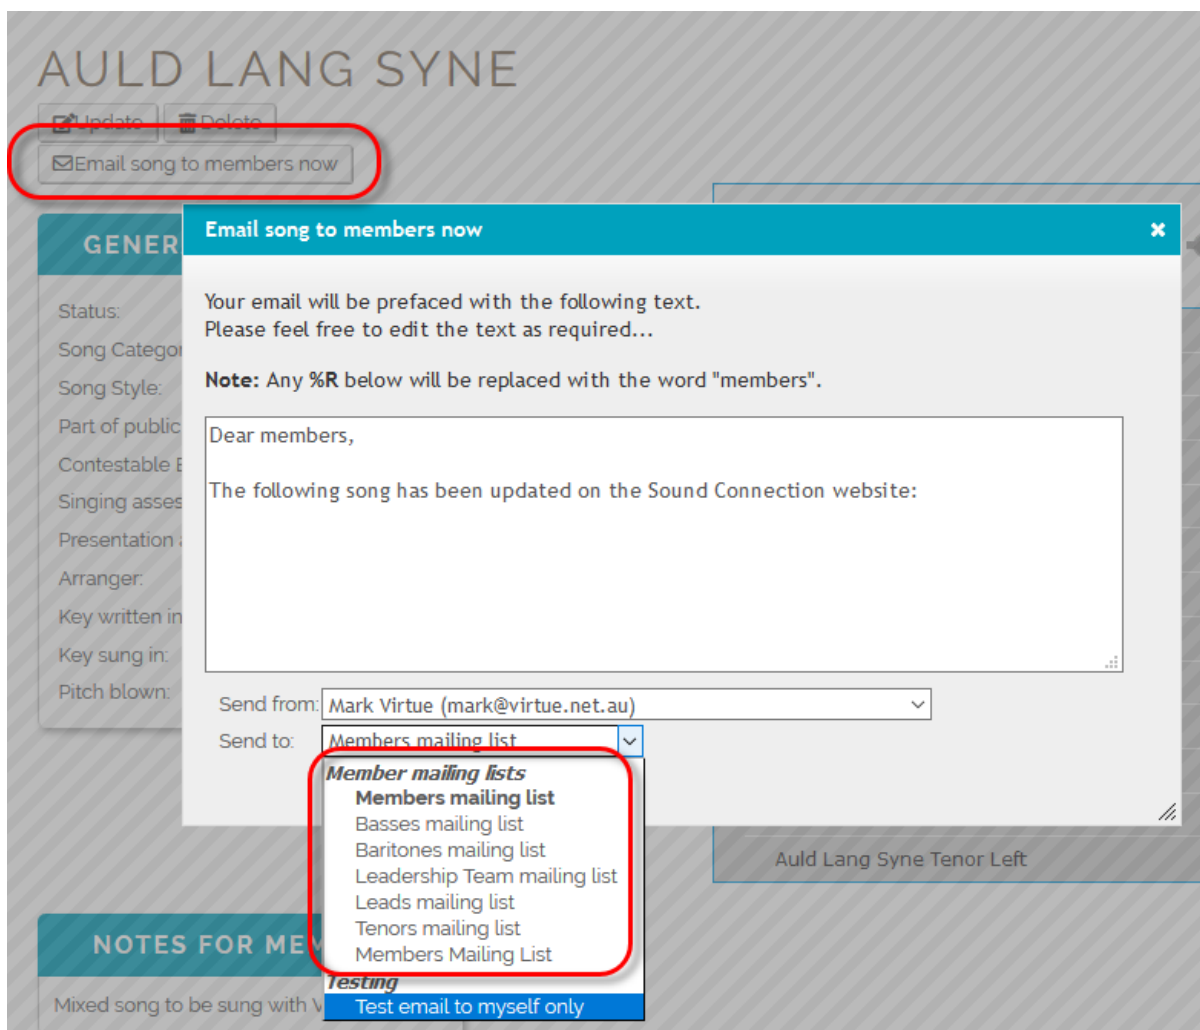 AULD LANG SYNE
Update Delete
Email song to members now
GENER
Email song to members now
Your email will be prefaced with the following text.
Please feel free to edit the text as required...
Note: Any %R below will be replaced with the word "members".
Dear members,
The following song has been updated on the Sound Connection website:
Status:
Song Categor
Song Style:
Part of public
Contestable
Singing asses
Presentation
Arranger:
Key written in
Key sung in:
Pitch blown:
Send from: Mark Virtue (mark@virtue.net.au)
Send to: Members mailing list
Member mailing lists
Members mailing list
Basses mailing list
Baritones mailing list
Leadership Team mailing list
Leads mailing list
Tenors mailing list
Members Mailing List
Testing
Test email to myself only
Auld Lang Syne Tenor Left
NOTES FOR MEM
Mixed song to be sung with V